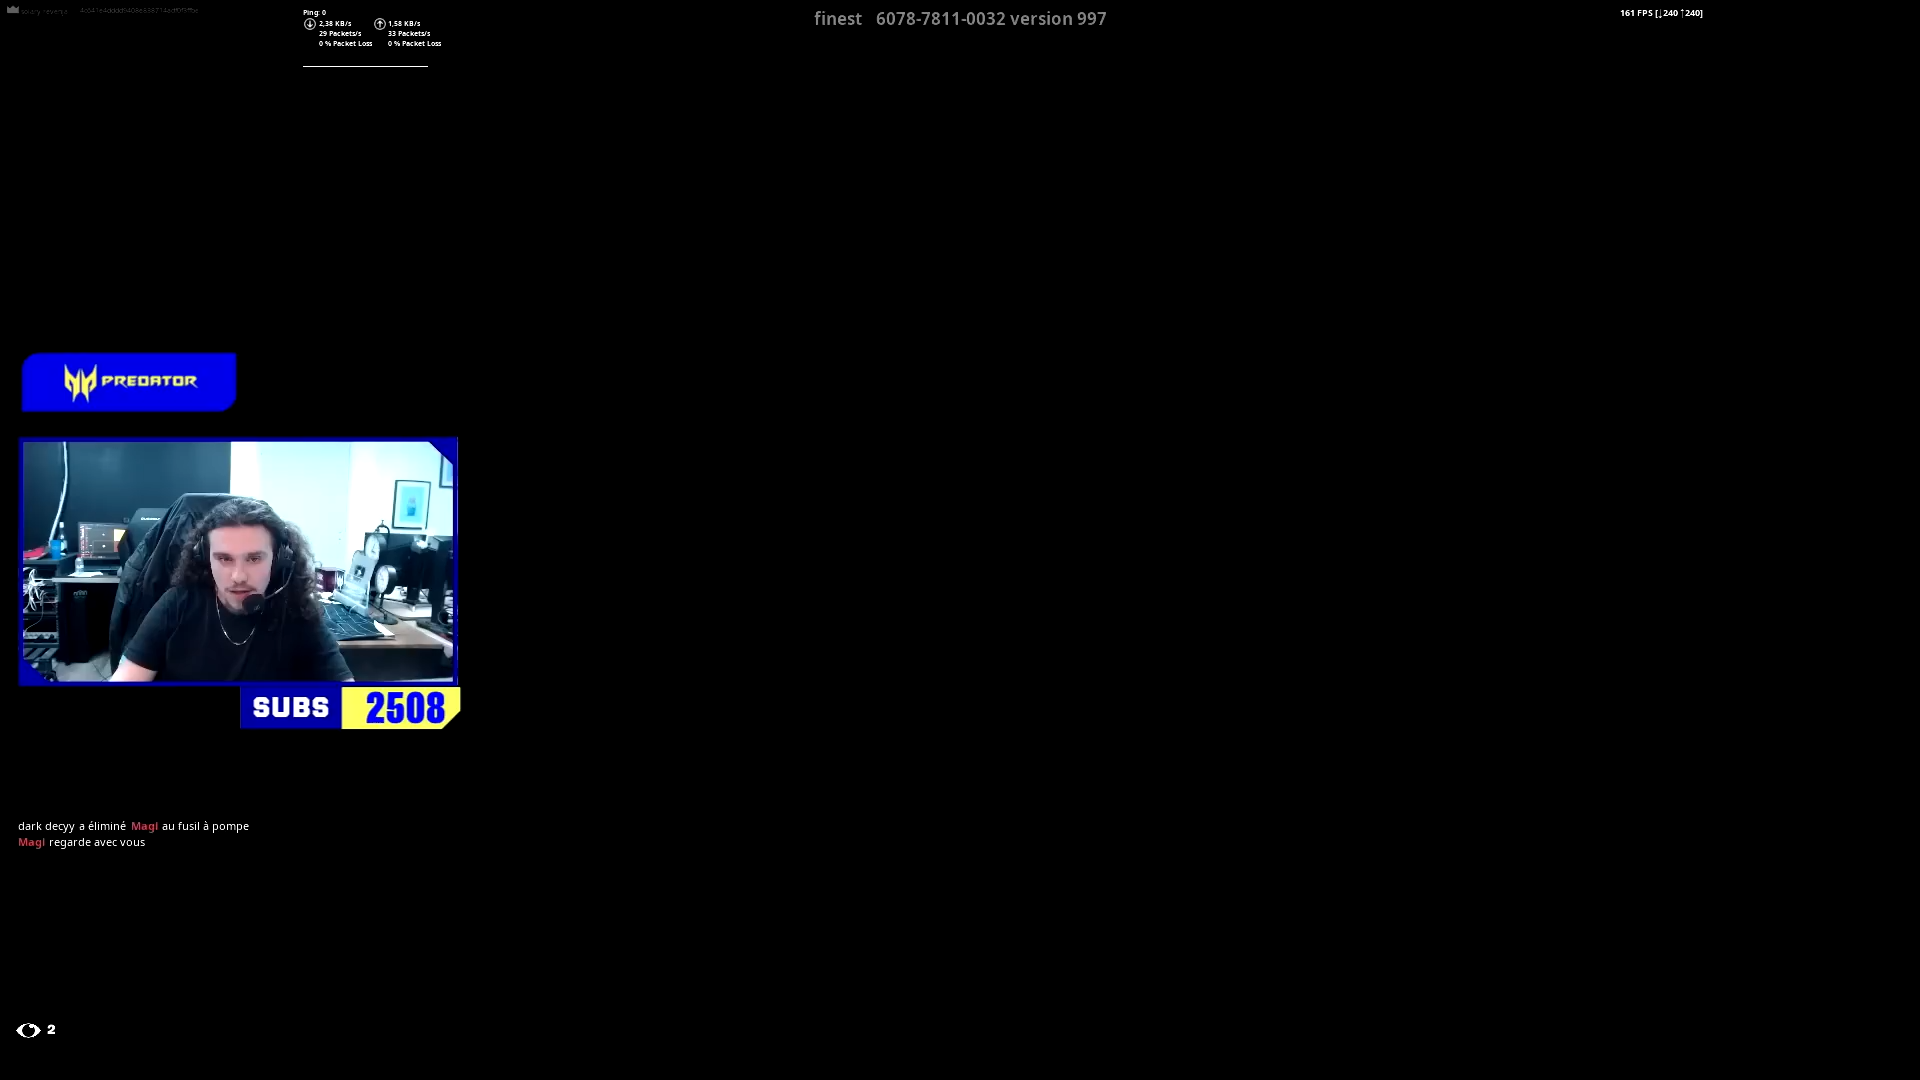 Ping: 0
2,38 KB/s 1,58 KB/s
29 Packets/s 33 Packets/s
0 % Packet Loss 0 % Packet Loss
finest 6078-7811-0032 version 997
161 FPS [↓240 ↑240]
PREDATOR
SUBS 2508
dark decyy a éliminé Magi au fusil à pompe
Magi regarde avec vous
2